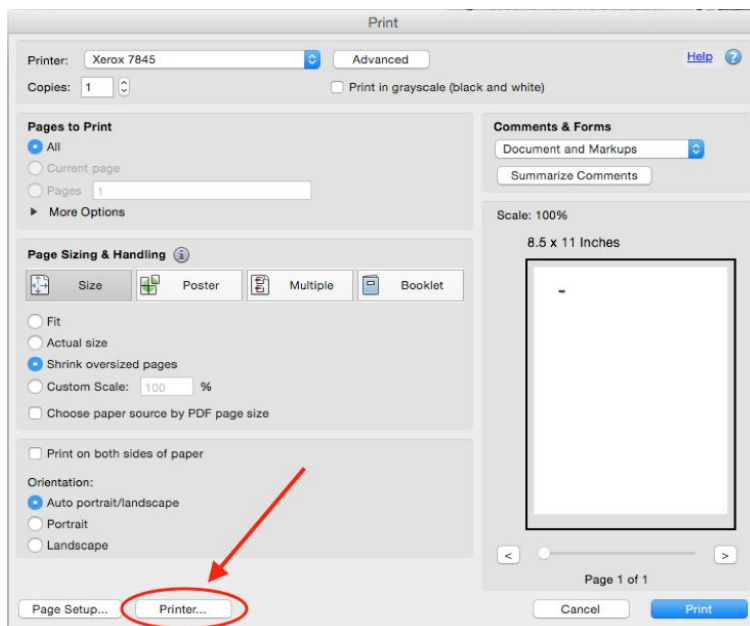 Print
Printer: Xerox 7845 Advanced Help ?
Copies: 1 Print in grayscale (black and white)
Pages to Print
All
Current page
Pages 1
More Options
Comments & Forms
Document and Markups
Summarize Comments
Page Sizing & Handling i
Size Poster Multiple Booklet
Fit
Actual size
Shrink oversized pages
Custom Scale: 100 %
Choose paper source by PDF page size
Print on both sides of paper
Orientation:
Auto portrait/landscape
Portrait
Landscape
Scale: 100%
8.5 x 11 Inches
< >
Page 1 of 1
Page Setup... Printer... Cancel Print